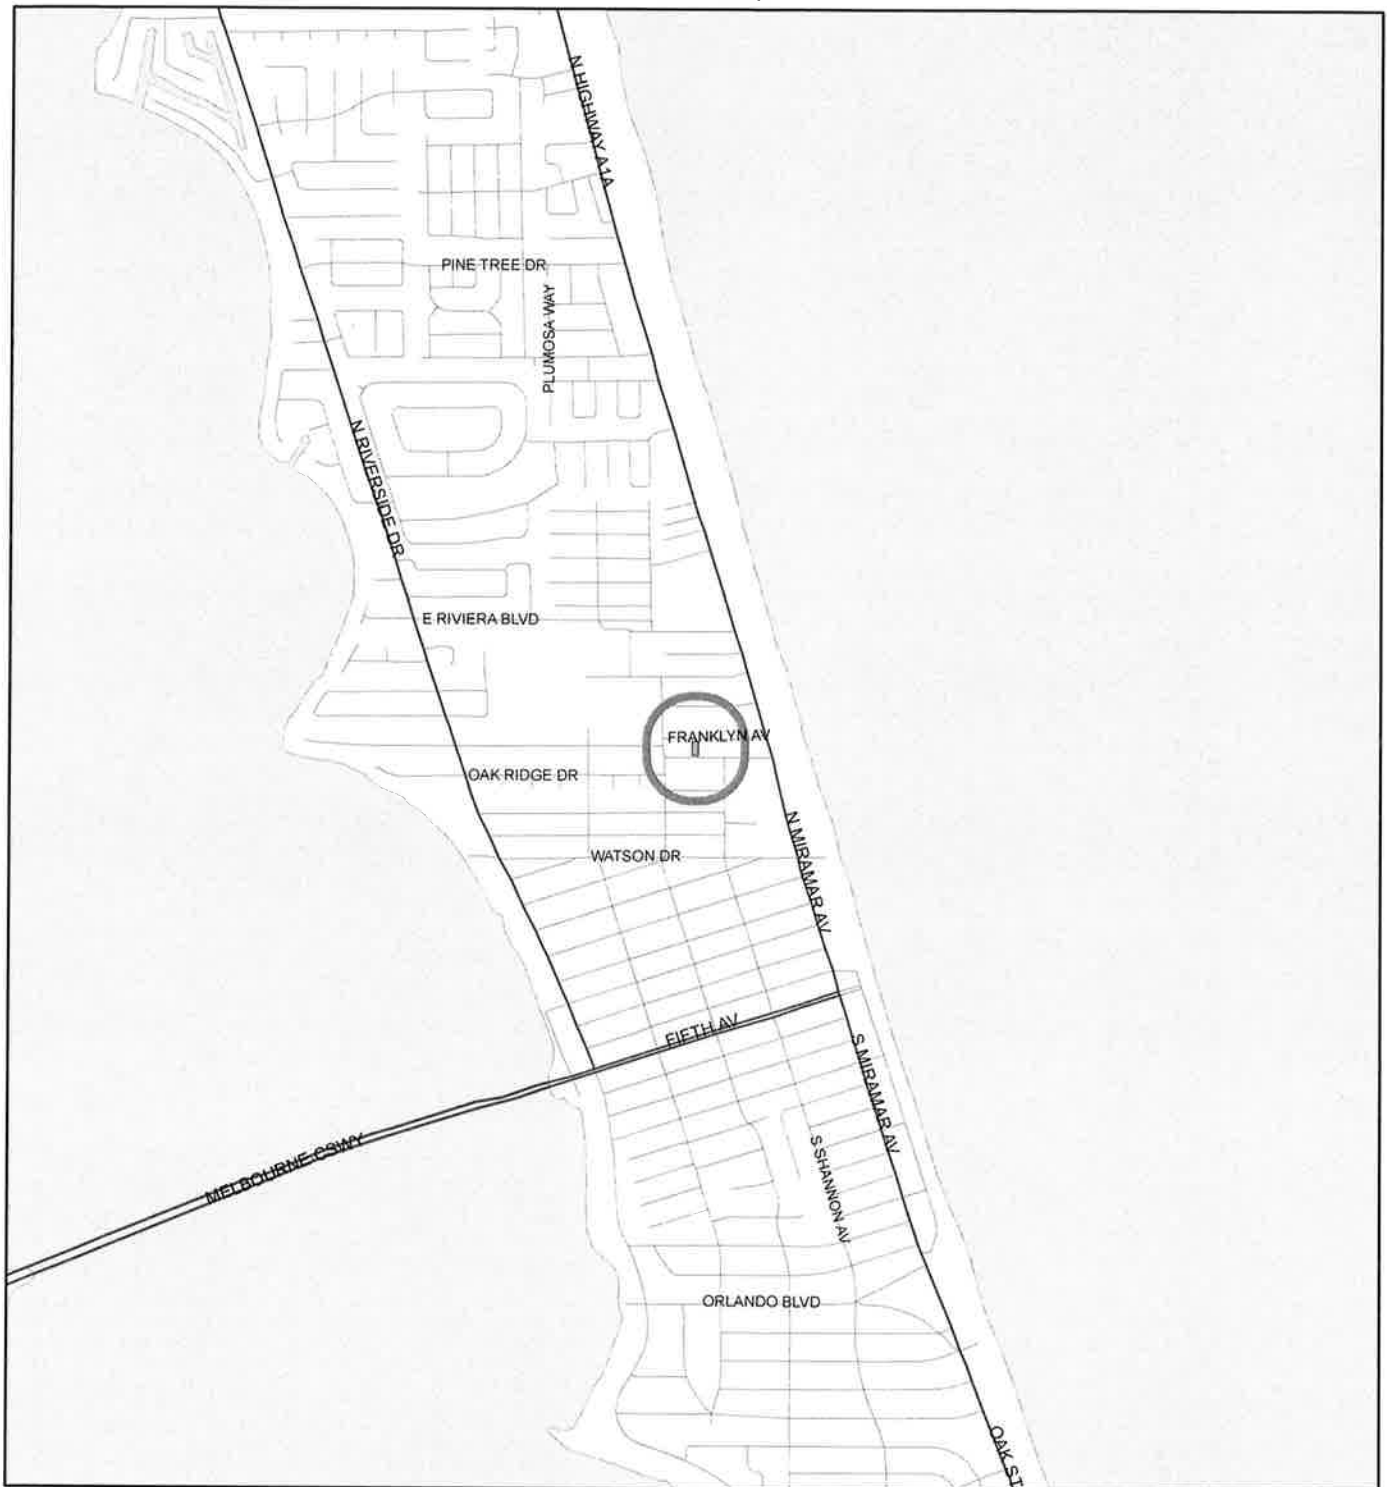 N HIGHWAY A1A
PINE TREE DR
PLUMOSA WAY
N RIVERSIDE DR
E RIVIERA BLVD
FRANKLYN AV
OAK RIDGE DR
N MIRAMAR AV
WATSON DR
FIFTH AV
S MIRAMAR AV
MELBOURNE CSWY
S SHANNON AV
ORLANDO BLVD
OAK ST